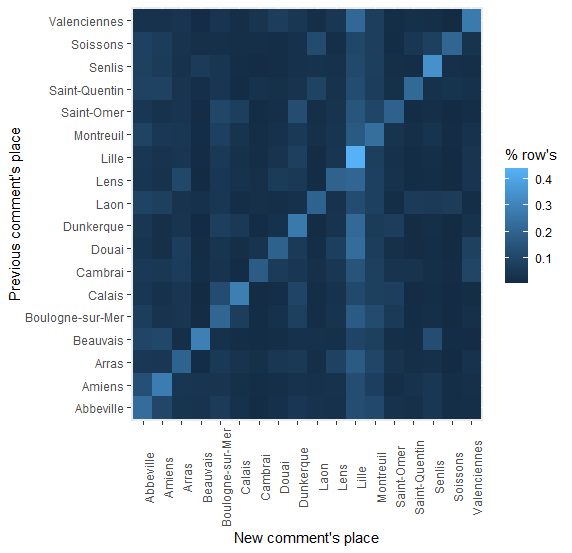 Previous comment's place
Valenciennes
Soissons
Senlis
Saint-Quentin
Saint-Omer
Montreuil
Lille
Lens
Laon
Dunkerque
Douai
Cambrai
Calais
Boulogne-sur-Mer
Beauvais
Arras
Amiens
Abbeville
Abbeville
Amiens
Arras
Beauvais
Boulogne-sur-Mer
Calais
Cambrai
Douai
Dunkerque
Laon
Lens
Lille
Montreuil
Saint-Omer
Saint-Quentin
Senlis
Soissons
Valenciennes
New comment's place
% row's
0.4
0.3
0.2
0.1